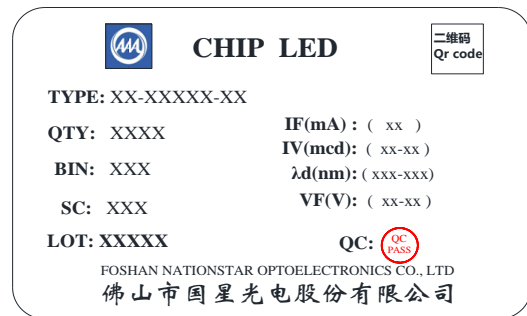 AAA
CHIP LED
二维码
Qr code
TYPE: XX-XXXXX-XX
QTY: XXXX
IF(mA) : ( xx )
IV(mcd): ( xx-xx )
BIN: XXX
λd(nm): ( xxx-xxx)
SC: XXX
VF(V): ( xx-xx )
LOT: XXXXX
QC: QC
PASS
FOSHAN NATIONSTAR OPTOELECTRONICS CO., LTD
佛山市国星光电股份有限公司